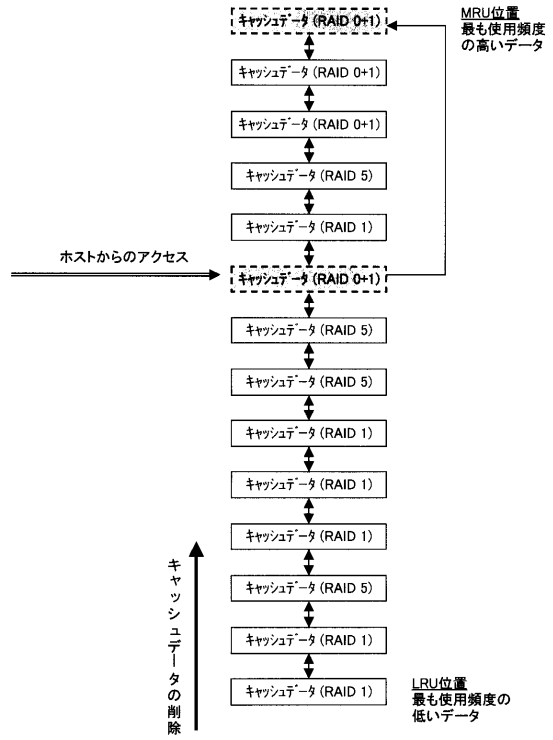 キャッシュデータ (RAID 0+1)
MRU位置
最も使用頻度
の高いデータ
キャッシュデータ (RAID 0+1)
キャッシュデータ (RAID 0+1)
キャッシュデータ (RAID 5)
キャッシュデータ (RAID 1)
ホストからのアクセス
キャッシュデータ (RAID 0+1)
キャッシュデータ (RAID 5)
キャッシュデータ (RAID 5)
キャッシュデータ (RAID 1)
キャッシュデータ (RAID 1)
キャッシュデータ (RAID 1)
キャッシュデータ (RAID 5)
キャッシュデータ (RAID 1)
キャッシュデータ (RAID 1)
キャッシュデータの削除
LRU位置
最も使用頻度の
低いデータ